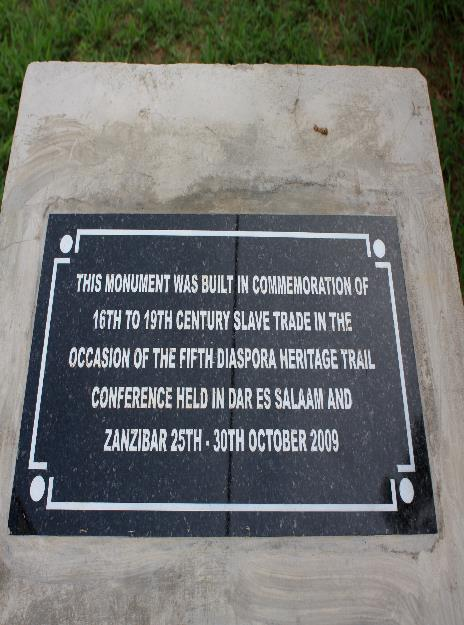 THIS MONUMENT WAS BUILT IN COMMEMORATION OF
16TH TO 19TH CENTURY SLAVE TRADE IN THE
OCCASION OF THE FIFTH DIASPORA HERITAGE TRAIL
CONFERENCE HELD IN DAR ES SALAAM AND
ZANZIBAR 25TH - 30TH OCTOBER 2009